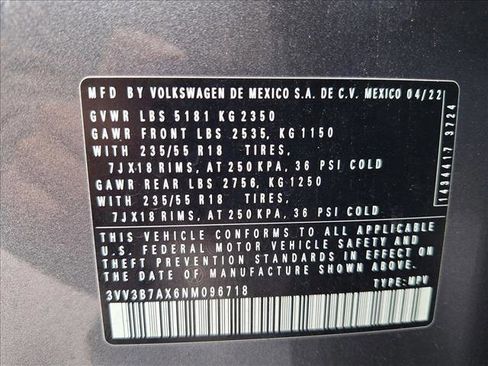 MFD BY VOLKSWAGEN DE MEXICO S.A. DE C.V. MEXICO 04/22
GVWR LBS 5181 KG 2350
GAWR FRONT LBS 2535, KG 1150
WITH 235/55 R18 TIRES,
7JX18 RIMS, AT 250 KPA, 36 PSI COLD
GAWR REAR LBS 2756, KG 1250
WITH 235/55 R18 TIRES,
7JX18 RIMS, AT 250 KPA, 36 PSI COLD
THIS VEHICLE CONFORMS TO ALL APPLICABLE
U.S. FEDERAL MOTOR VEHICLE SAFETY AND
THEFT PREVENTION STANDARDS IN EFFECT ON
THE DATE OF MANUFACTURE SHOWN ABOVE.
3VV3B7AX6NM096718 TYPE: MPV
1434417 3724